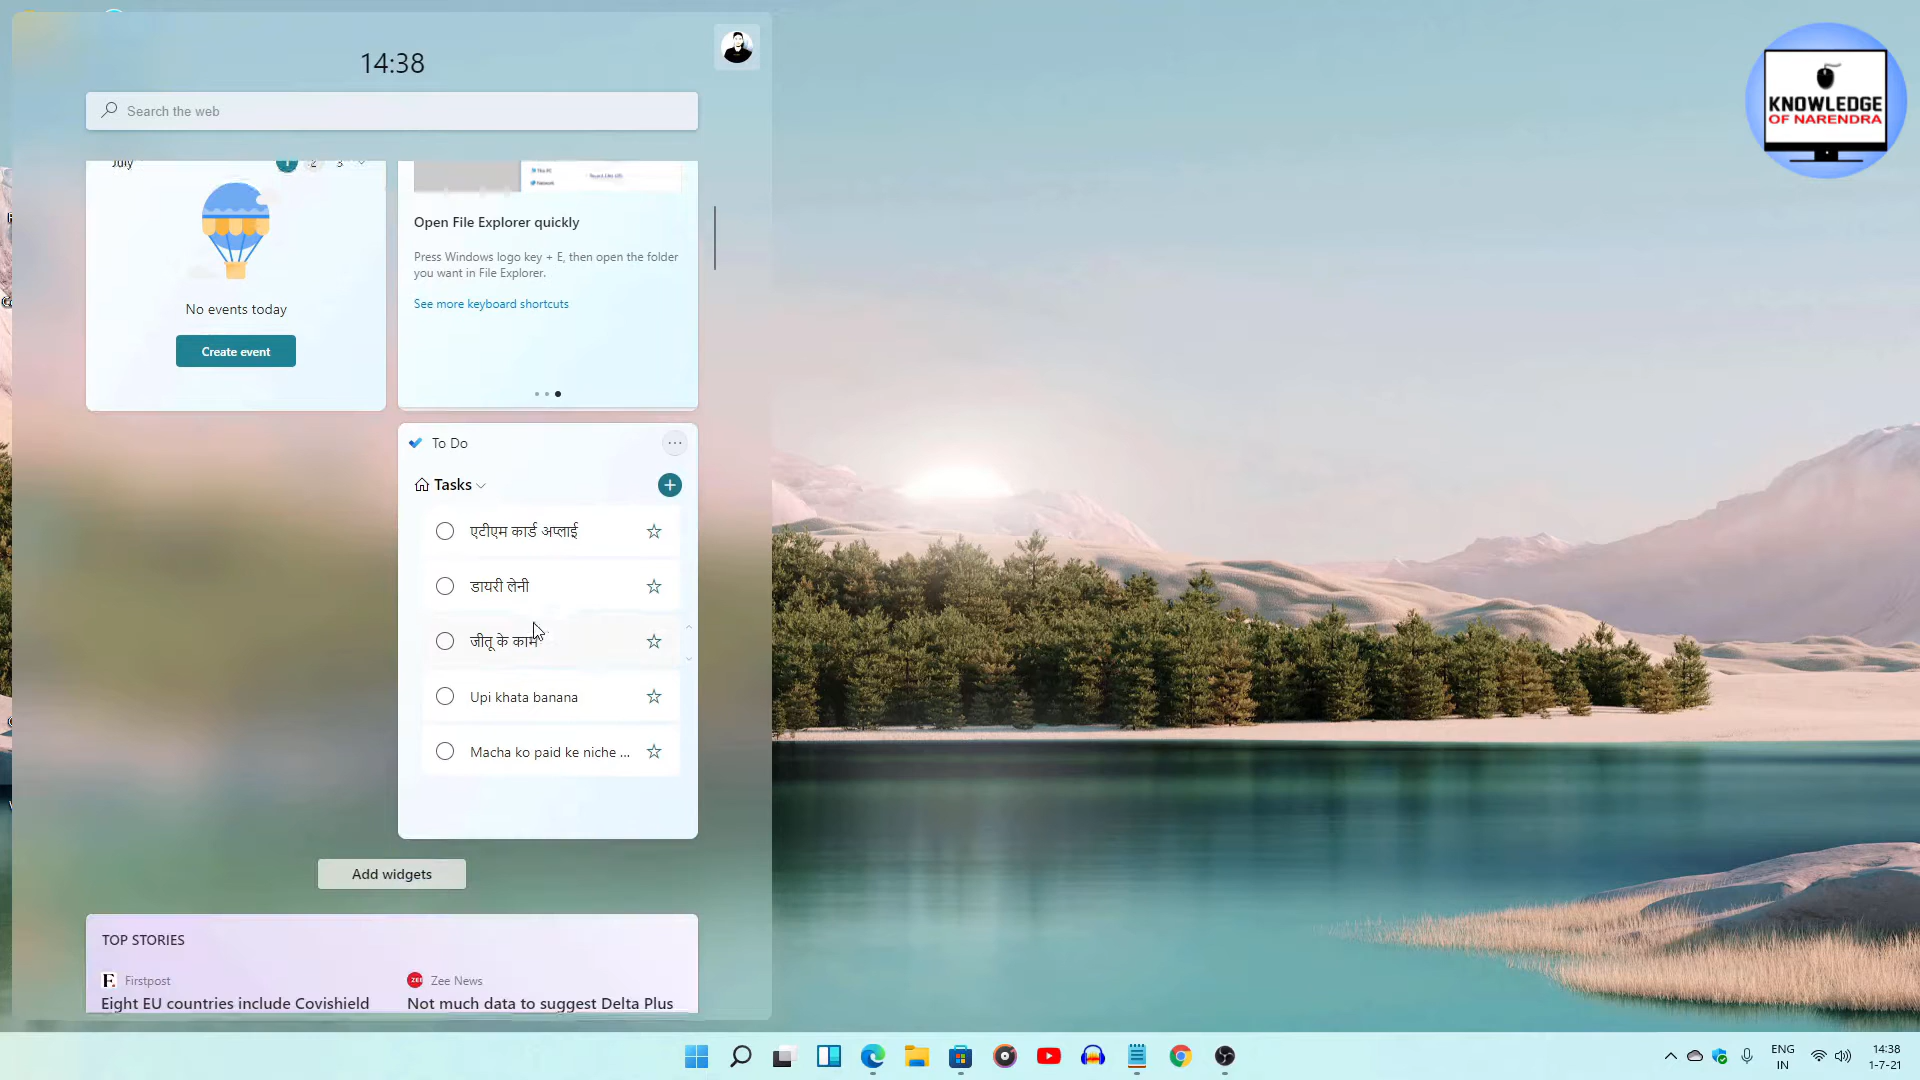 14:38
Search the web
KNOWLEDGE
OF NARENDRA
July
1 2 3
Open File Explorer quickly
Press Windows logo key + E, then open the folder
you want in File Explorer.
See more keyboard shortcuts
No events today
Create event
To Do
Tasks
एटीएम कार्ड अप्लाई
डायरी लेनी
जीतू के काम
Upi khata banana
Macha ko paid ke niche ...
Add widgets
TOP STORIES
Firstpost
Eight EU countries include Covishield
Zee News
Not much data to suggest Delta Plus
ENG
IN
14:38
1-7-21